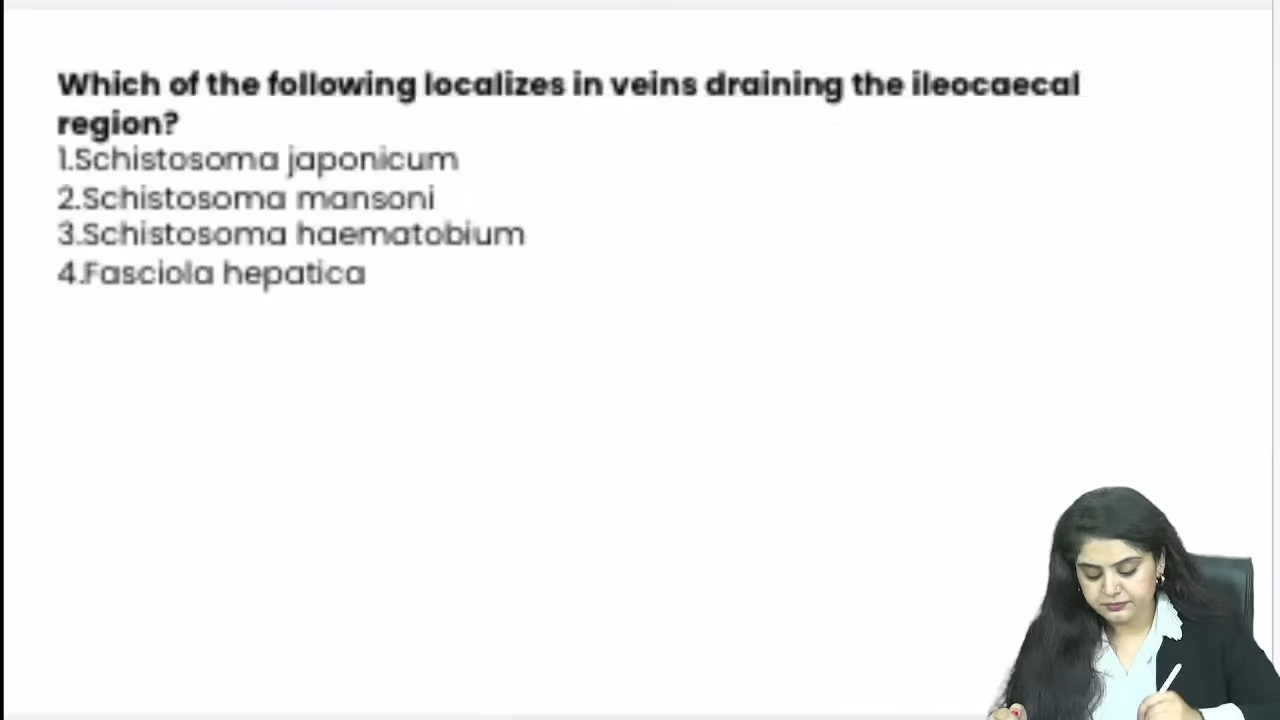 Which of the following localizes in veins draining the ileocaecal
region?
1.Schistosoma japonicum
2.Schistosoma mansoni
3.Schistosoma haematobium
4.Fasciola hepatica